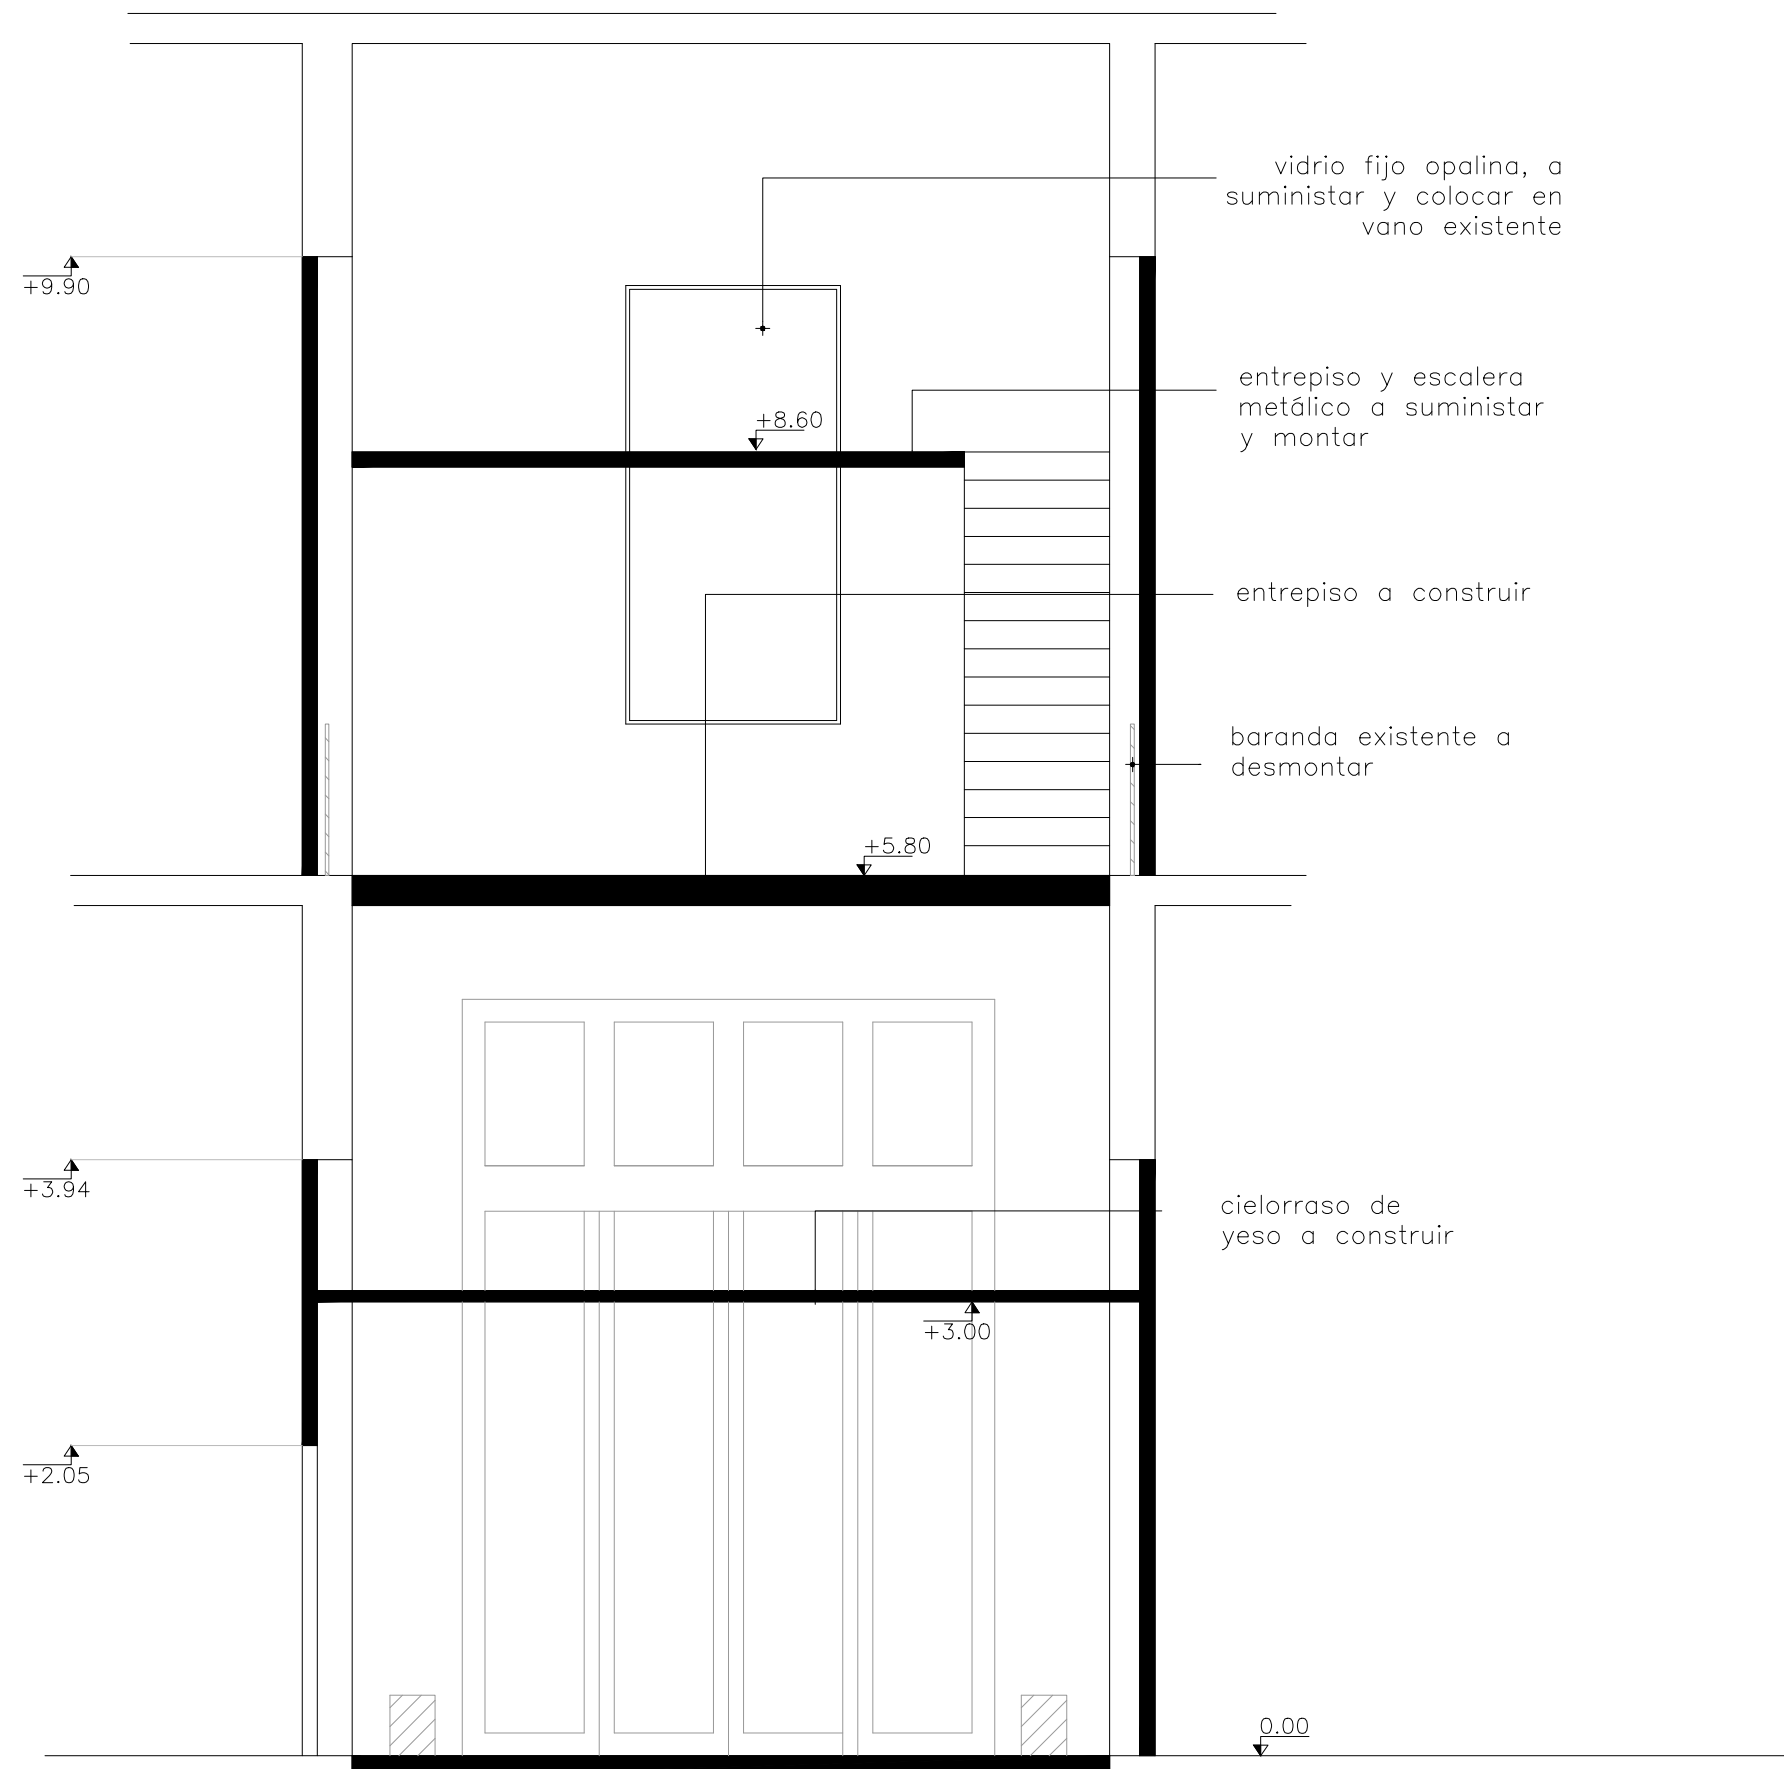 vidrio fijo opalina, a
suministar y colocar en
vano existente
+9.90
entrepiso y escalera
metálico a suministar
y montar
+8.60
entrepiso a construir
baranda existente a
desmontar
+5.80
+3.94
cielorraso de
yeso a construir
+3.00
+2.05
0.00